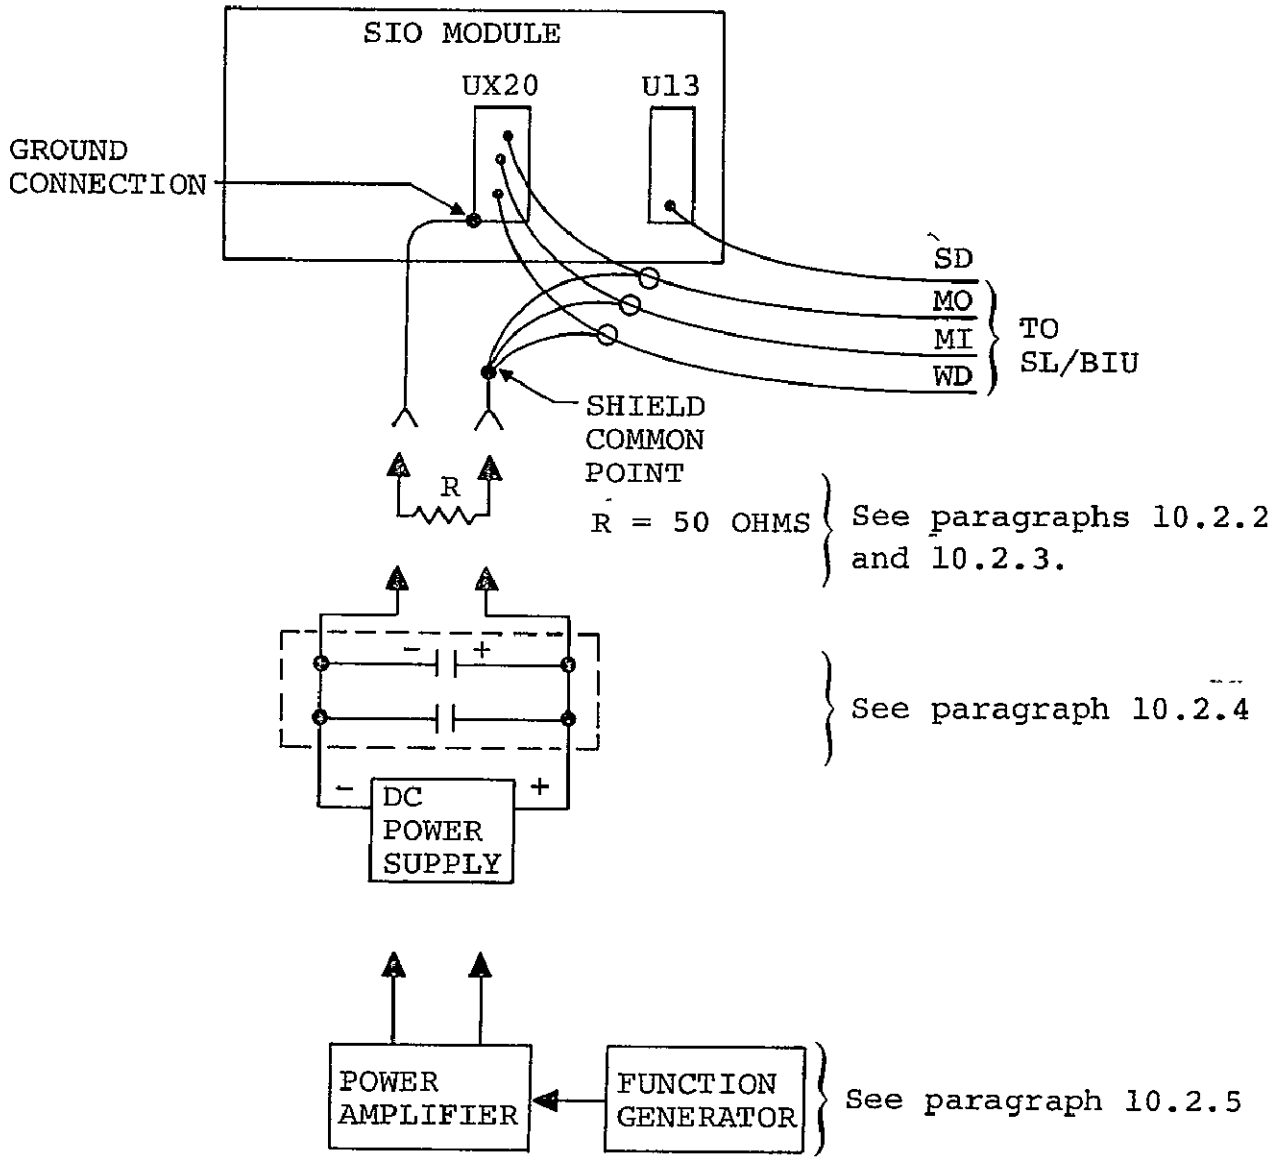 SIO MODULE
UX20
U13
GROUND
CONNECTION
SD
MO
MI
WD
TO
SL/BIU
SHIELD
COMMON
POINT
R
R = 50 OHMS
See paragraphs 10.2.2
and 10.2.3.
- +
See paragraph 10.2.4
- +
DC
POWER
SUPPLY
POWER
AMPLIFIER
FUNCTION
GENERATOR
See paragraph 10.2.5